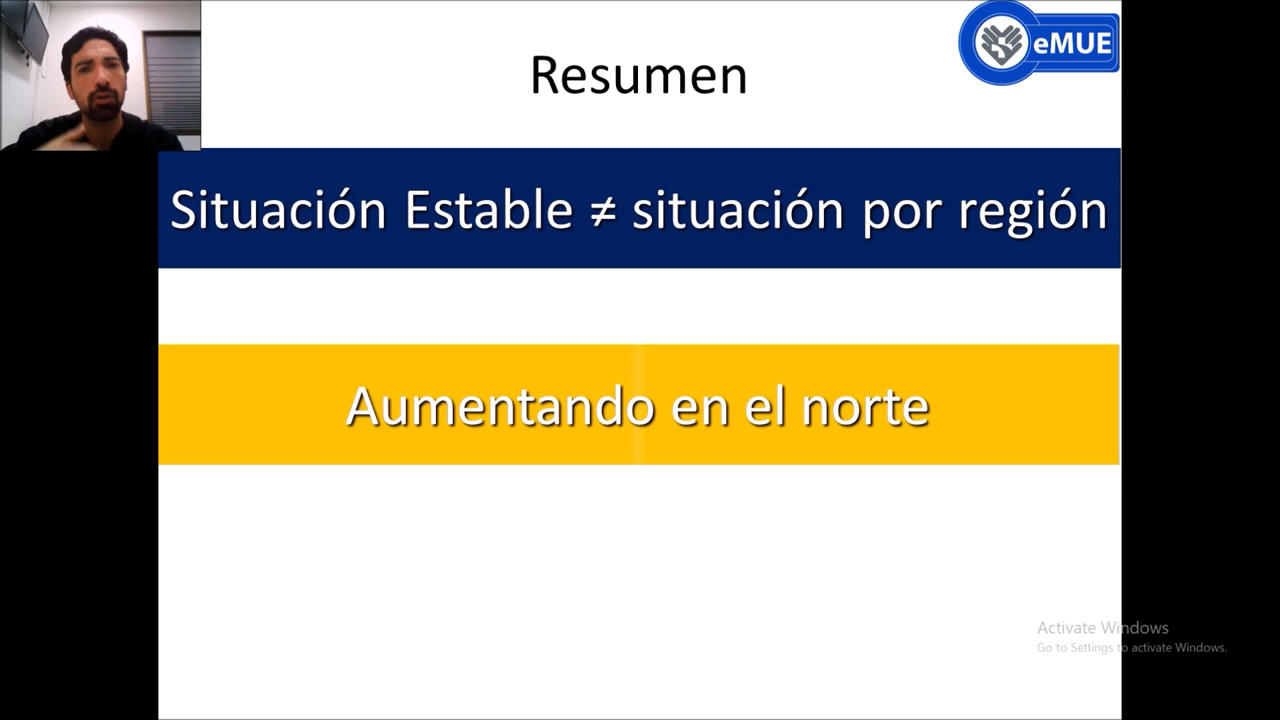 Resumen
eMUE
Situación Estable ≠ situación por región
Aumentando en el norte
Activate Windows
Go to Settings to activate Windows.